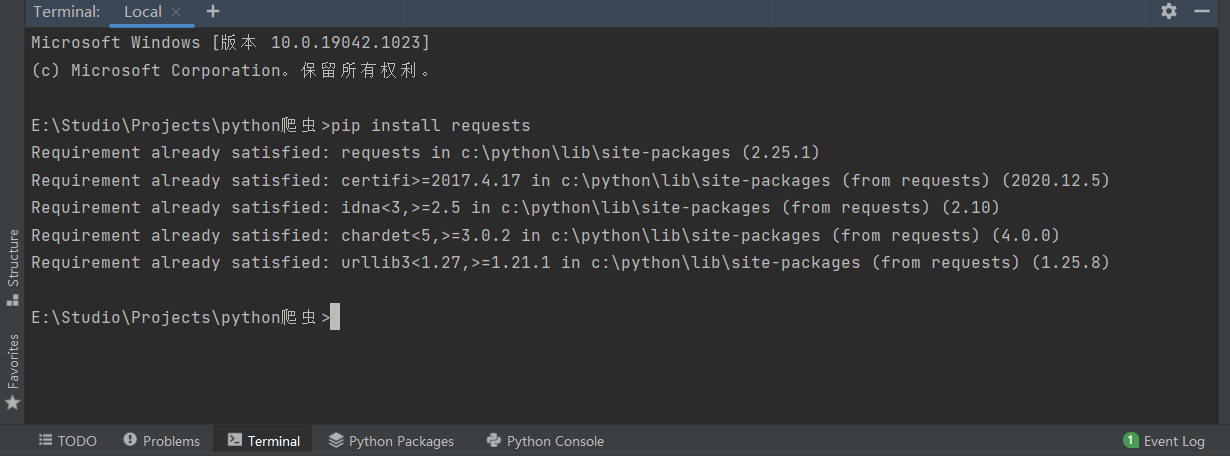 Terminal: Local × +
Microsoft Windows [版本 10.0.19042.1023]
(c) Microsoft Corporation。保留所有权利。
E:\Studio\Projects\python爬虫>pip install requests
Requirement already satisfied: requests in c:\python\lib\site-packages (2.25.1)
Requirement already satisfied: certifi>=2017.4.17 in c:\python\lib\site-packages (from requests) (2020.12.5)
Requirement already satisfied: idna<3,>=2.5 in c:\python\lib\site-packages (from requests) (2.10)
Requirement already satisfied: chardet<5,>=3.0.2 in c:\python\lib\site-packages (from requests) (4.0.0)
Requirement already satisfied: urllib3<1.27,>=1.21.1 in c:\python\lib\site-packages (from requests) (1.25.8)
E:\Studio\Projects\python爬虫>
Structure
Favorites
TODO Problems Terminal Python Packages Python Console 1 Event Log